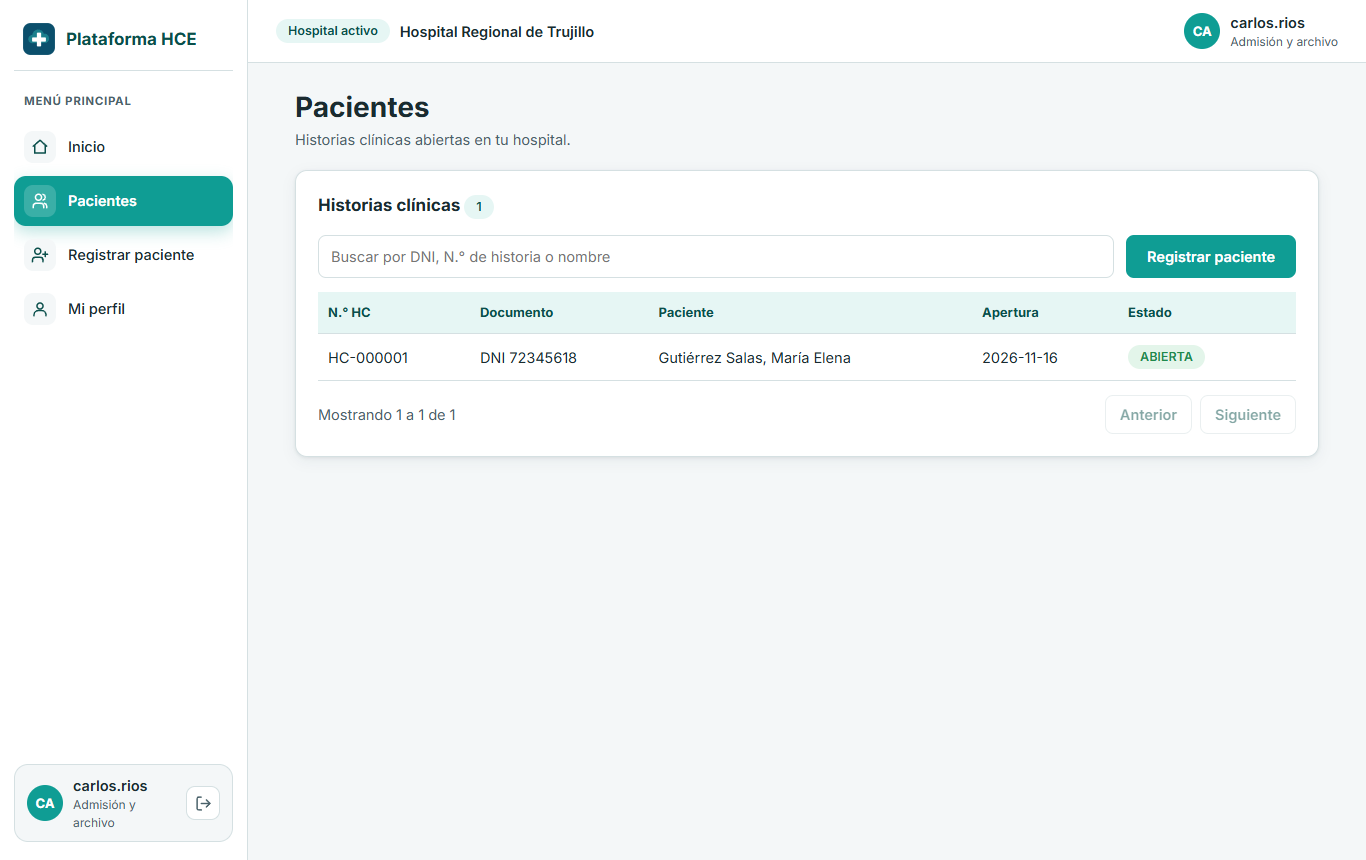 Plataforma HCE
MENÚ PRINCIPAL
Inicio
Pacientes
Registrar paciente
Mi perfil
CA
carlos.rios
Admisión y
archivo
Hospital activo
Hospital Regional de Trujillo
CA
carlos.rios
Admisión y archivo
Pacientes
Historias clínicas abiertas en tu hospital.
Historias clínicas 1
Buscar por DNI, N.° de historia o nombre
Registrar paciente
N.° HC Documento Paciente Apertura Estado
HC-000001 DNI 72345618 Gutiérrez Salas, María Elena 2026-11-16 ABIERTA
Mostrando 1 a 1 de 1
Anterior Siguiente